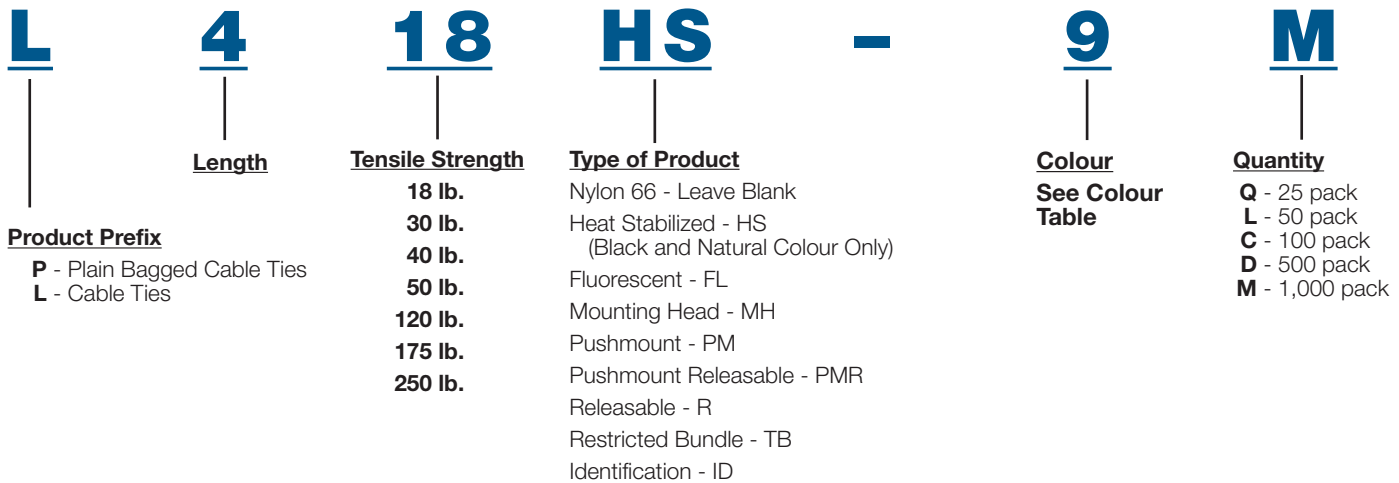 L 4 18 HS – 9 M
Product Prefix
P - Plain Bagged Cable Ties
L - Cable Ties
Length
Tensile Strength
18 lb.
30 lb.
40 lb.
50 lb.
120 lb.
175 lb.
250 lb.
Type of Product
Nylon 66 - Leave Blank
Heat Stabilized - HS
(Black and Natural Colour Only)
Fluorescent - FL
Mounting Head - MH
Pushmount - PM
Pushmount Releasable - PMR
Releasable - R
Restricted Bundle - TB
Identification - ID
Colour
See Colour
Table
Quantity
Q - 25 pack
L - 50 pack
C - 100 pack
D - 500 pack
M - 1,000 pack